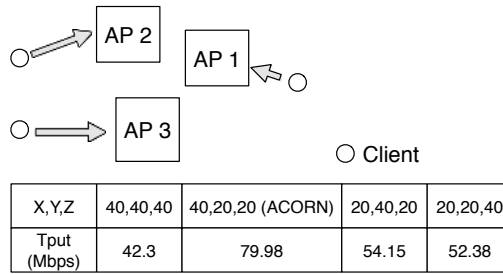 AP 2
AP 1
AP 3
Client
X,Y,Z 40,40,40 40,20,20 (ACORN) 20,40,20 20,20,40
Tput (Mbps) 42.3 79.98 54.15 52.38